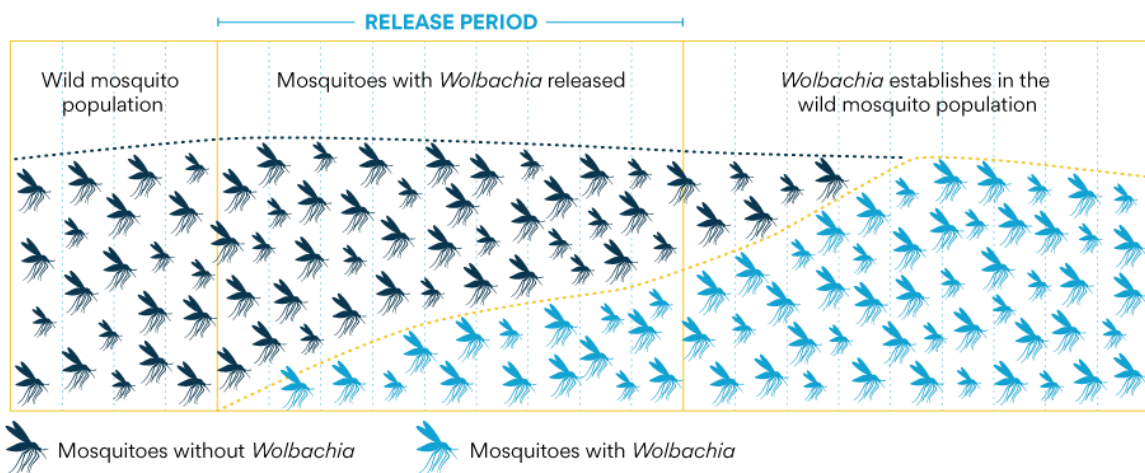 RELEASE PERIOD
Wild mosquito
population
Mosquitoes with Wolbachia released
Wolbachia establishes in the
wild mosquito population
Mosquitoes without Wolbachia
Mosquitoes with Wolbachia